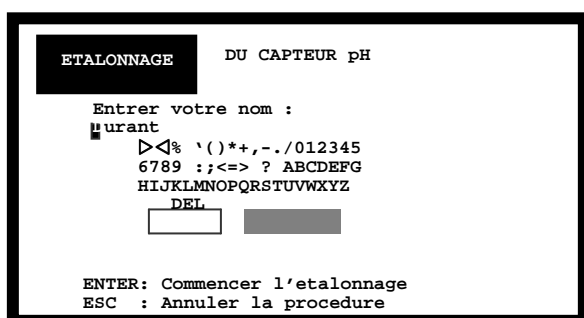 ETALONNAGE DU CAPTEUR pH
Entrer votre nom :
urant
▷◁% ‘()*+,-./012345
6789 :;<=> ? ABCDEFG
HIJKLMNOPQRSTUVWXYZ
DEL
ENTER: Commencer l’etalonnage
ESC : Annuler la procedure